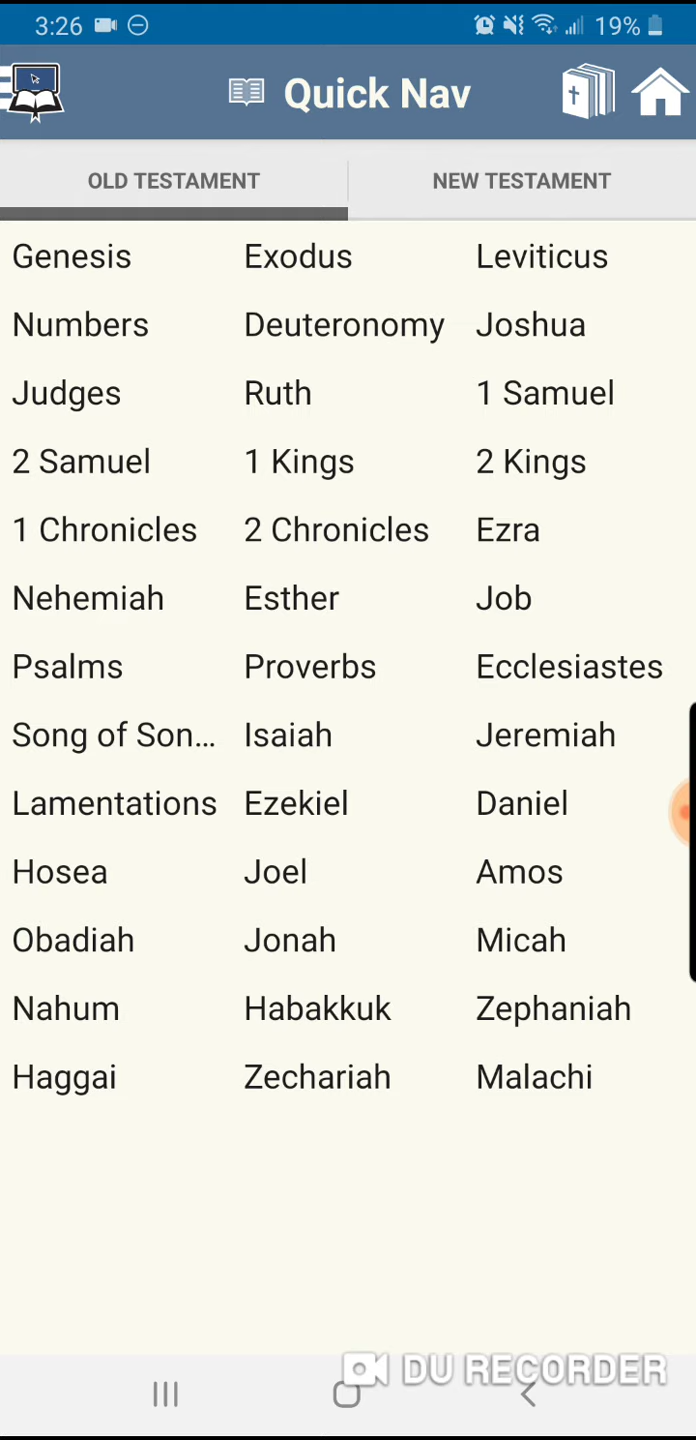 3:26 19%
Quick Nav
OLD TESTAMENT NEW TESTAMENT
Genesis Exodus Leviticus
Numbers Deuteronomy Joshua
Judges Ruth 1 Samuel
2 Samuel 1 Kings 2 Kings
1 Chronicles 2 Chronicles Ezra
Nehemiah Esther Job
Psalms Proverbs Ecclesiastes
Song of Son... Isaiah Jeremiah
Lamentations Ezekiel Daniel
Hosea Joel Amos
Obadiah Jonah Micah
Nahum Habakkuk Zephaniah
Haggai Zechariah Malachi
DU RECORDER